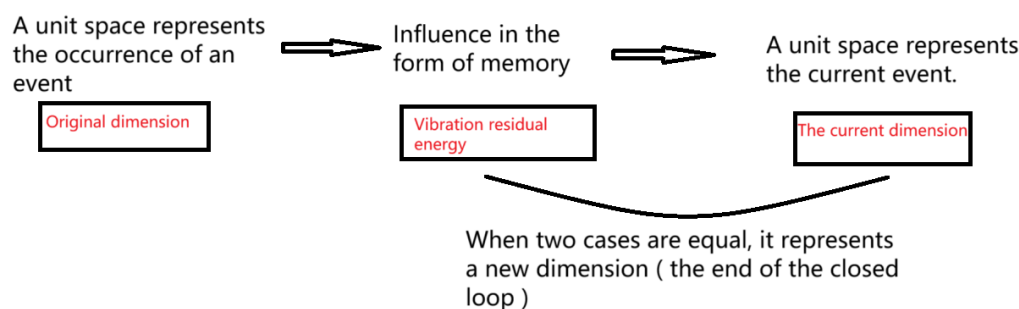 A unit space represents
the occurrence of an
event
Original dimension
Influence in the
form of memory
Vibration residual
energy
A unit space represents
the current event.
The current dimension
When two cases are equal, it represents
a new dimension ( the end of the closed
loop )